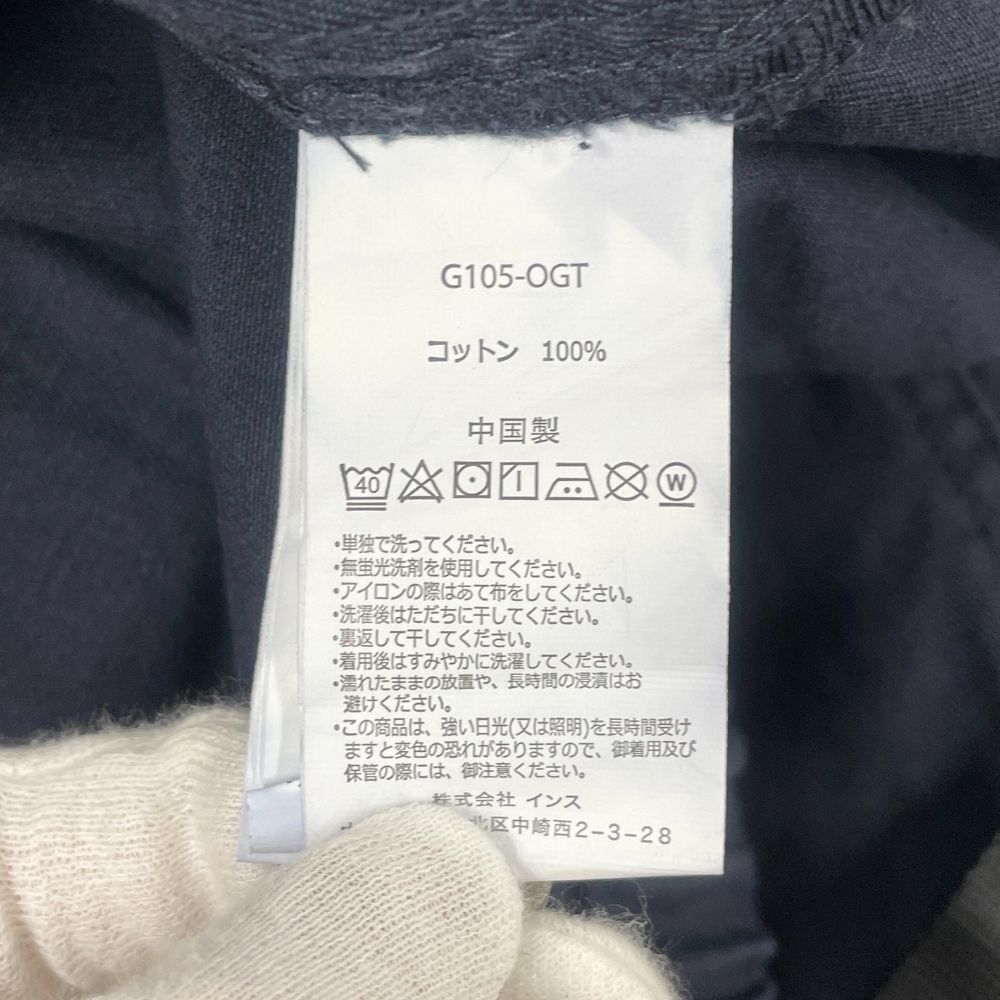 G105-OGT
コットン 100%
中国製
40 W
・単独で洗ってください。
・無蛍光洗剤を使用してください。
・アイロンの際はあて布をしてください。
・洗濯後はただちに干してください。
・裏返して干してください。
・着用後はすみやかに洗濯してください。
・濡れたままの放置や、長時間の浸漬はお
避けください。
・この商品は、強い日光(又は照明)を長時間受け
ますと変色の恐れがありますので、御着用及び
保管の際には、御注意ください。
株式会社 インス
北区中崎西2-3-28